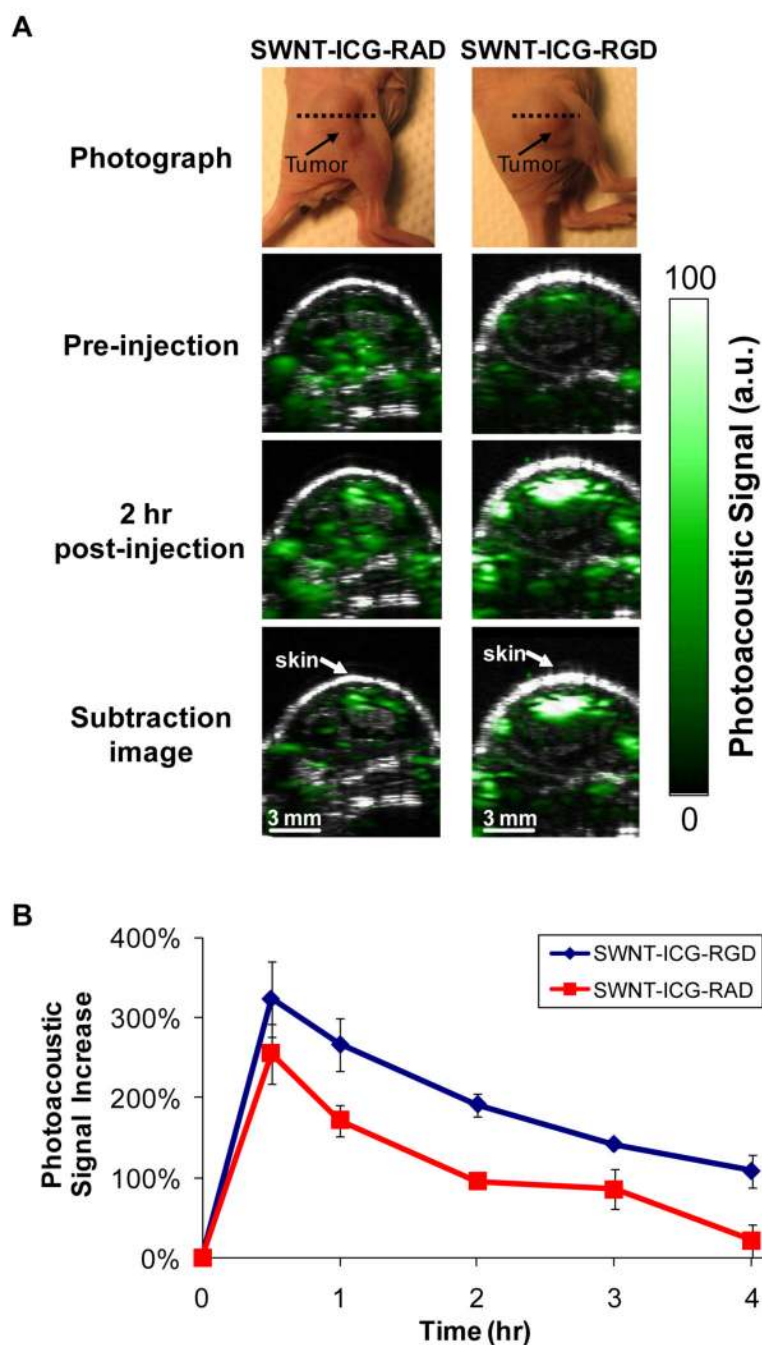 A
SWNT-ICG-RAD SWNT-ICG-RGD
Photograph
Tumor
Tumor
Pre-injection
2 hr
post-injection
skin
skin
Subtraction
image
3 mm
3 mm
100
Photoacoustic Signal (a.u.)
0
B
Photoacoustic
Signal Increase
400%
300%
200%
100%
0%
SWNT-ICG-RGD
SWNT-ICG-RAD
0 1 2 3 4
Time (hr)